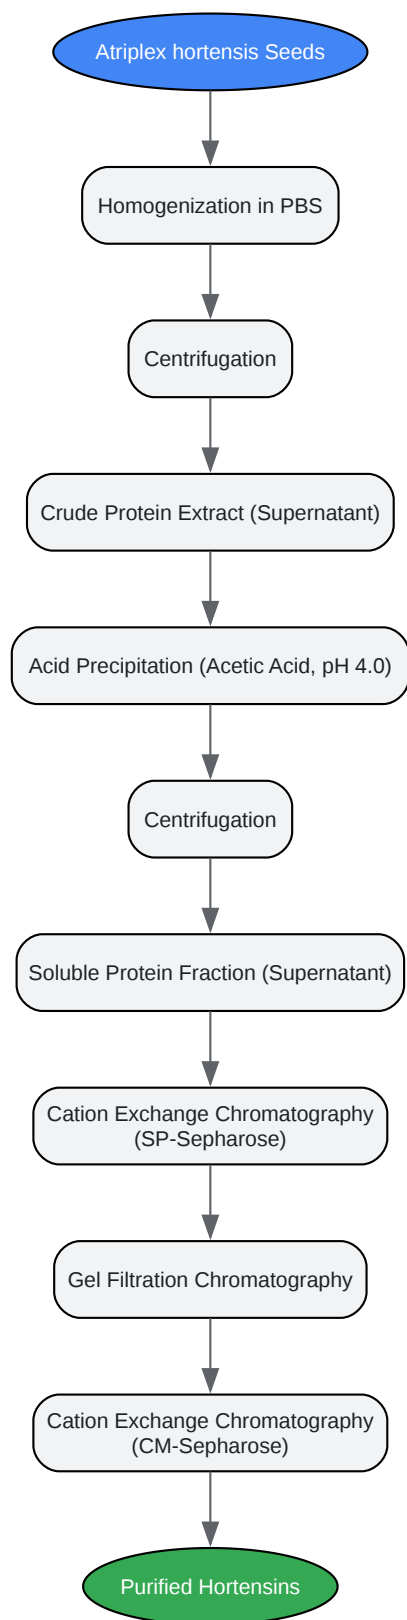 Atriplex hortensis Seeds
Homogenization in PBS
Centrifugation
Crude Protein Extract (Supernatant)
Acid Precipitation (Acetic Acid, pH 4.0)
Centrifugation
Soluble Protein Fraction (Supernatant)
Cation Exchange Chromatography
(SP-Sepharose)
Gel Filtration Chromatography
Cation Exchange Chromatography
(CM-Sepharose)
Purified Hortensins